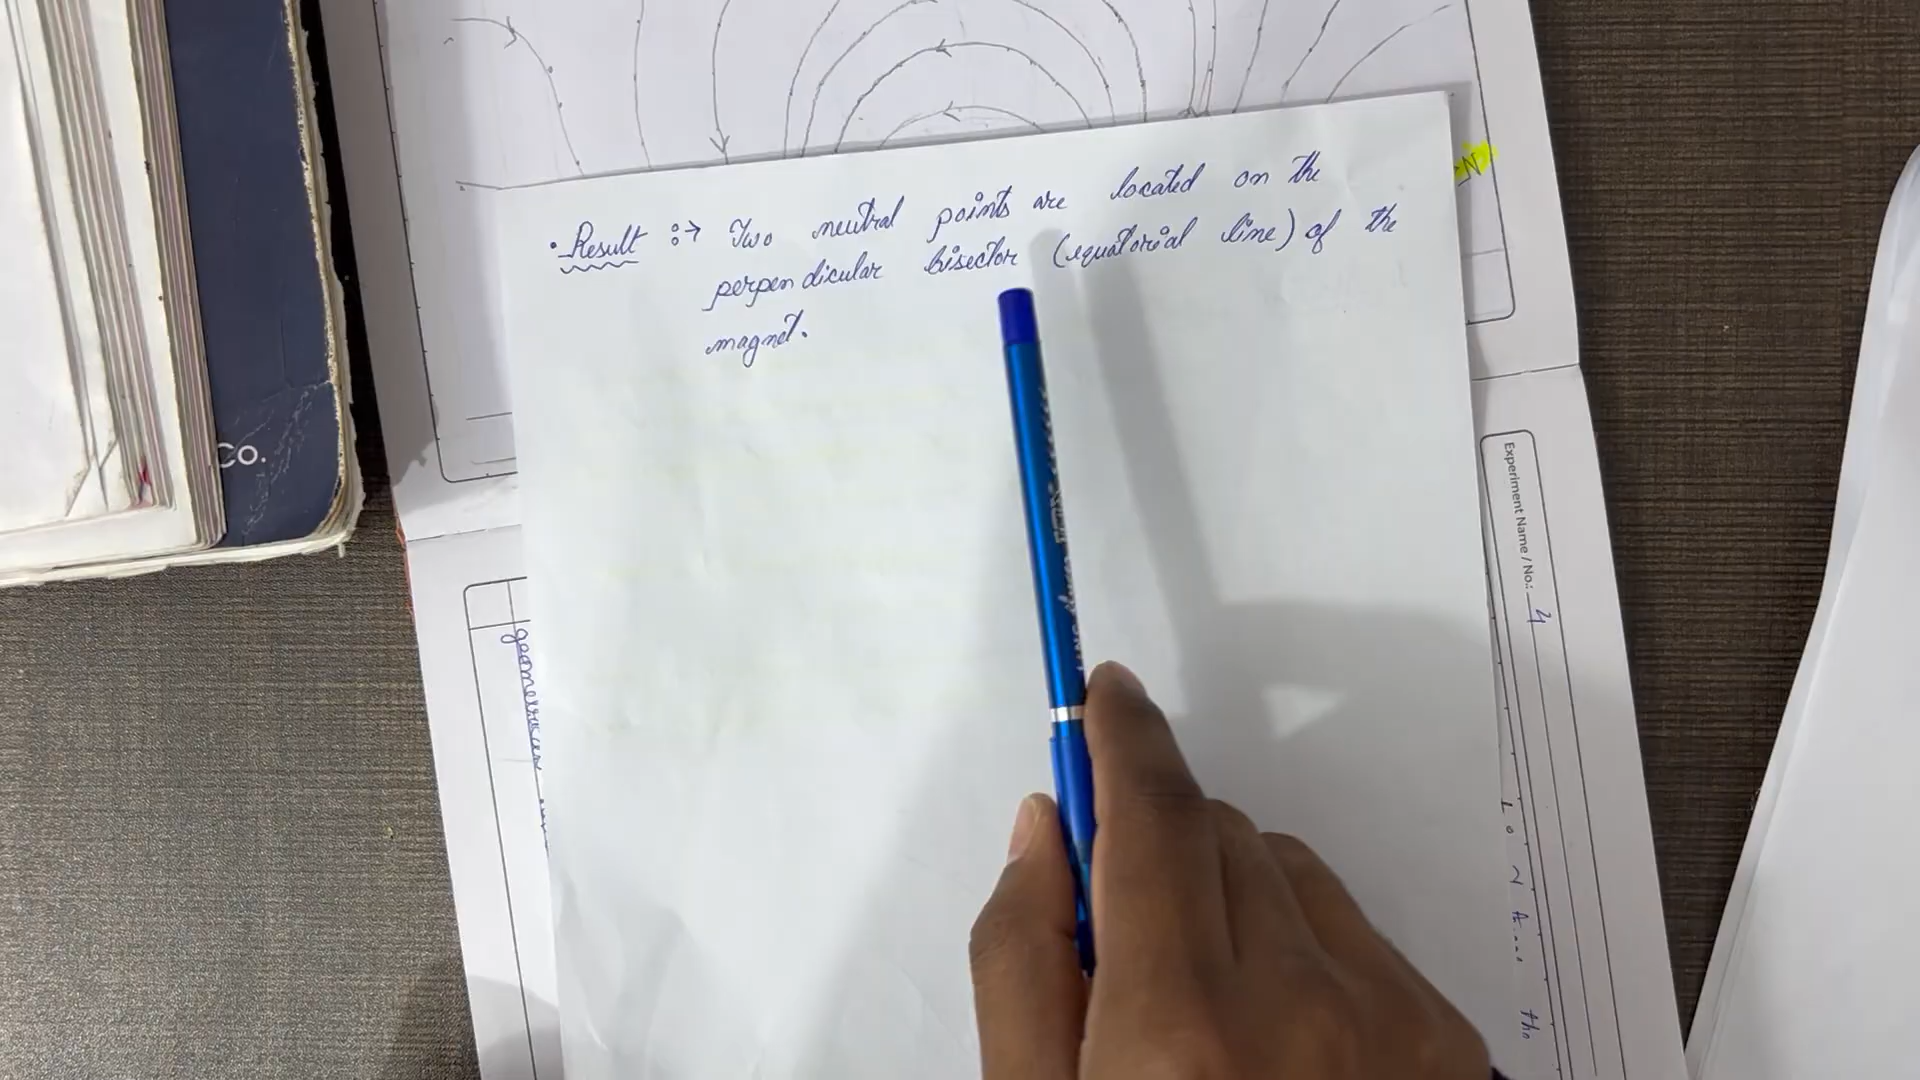 • Result :→ Two neutral points are located on the
perpendicular bisector (equatorial line) of the
magnet.
Co.
N
Experiment Name / No.: 4